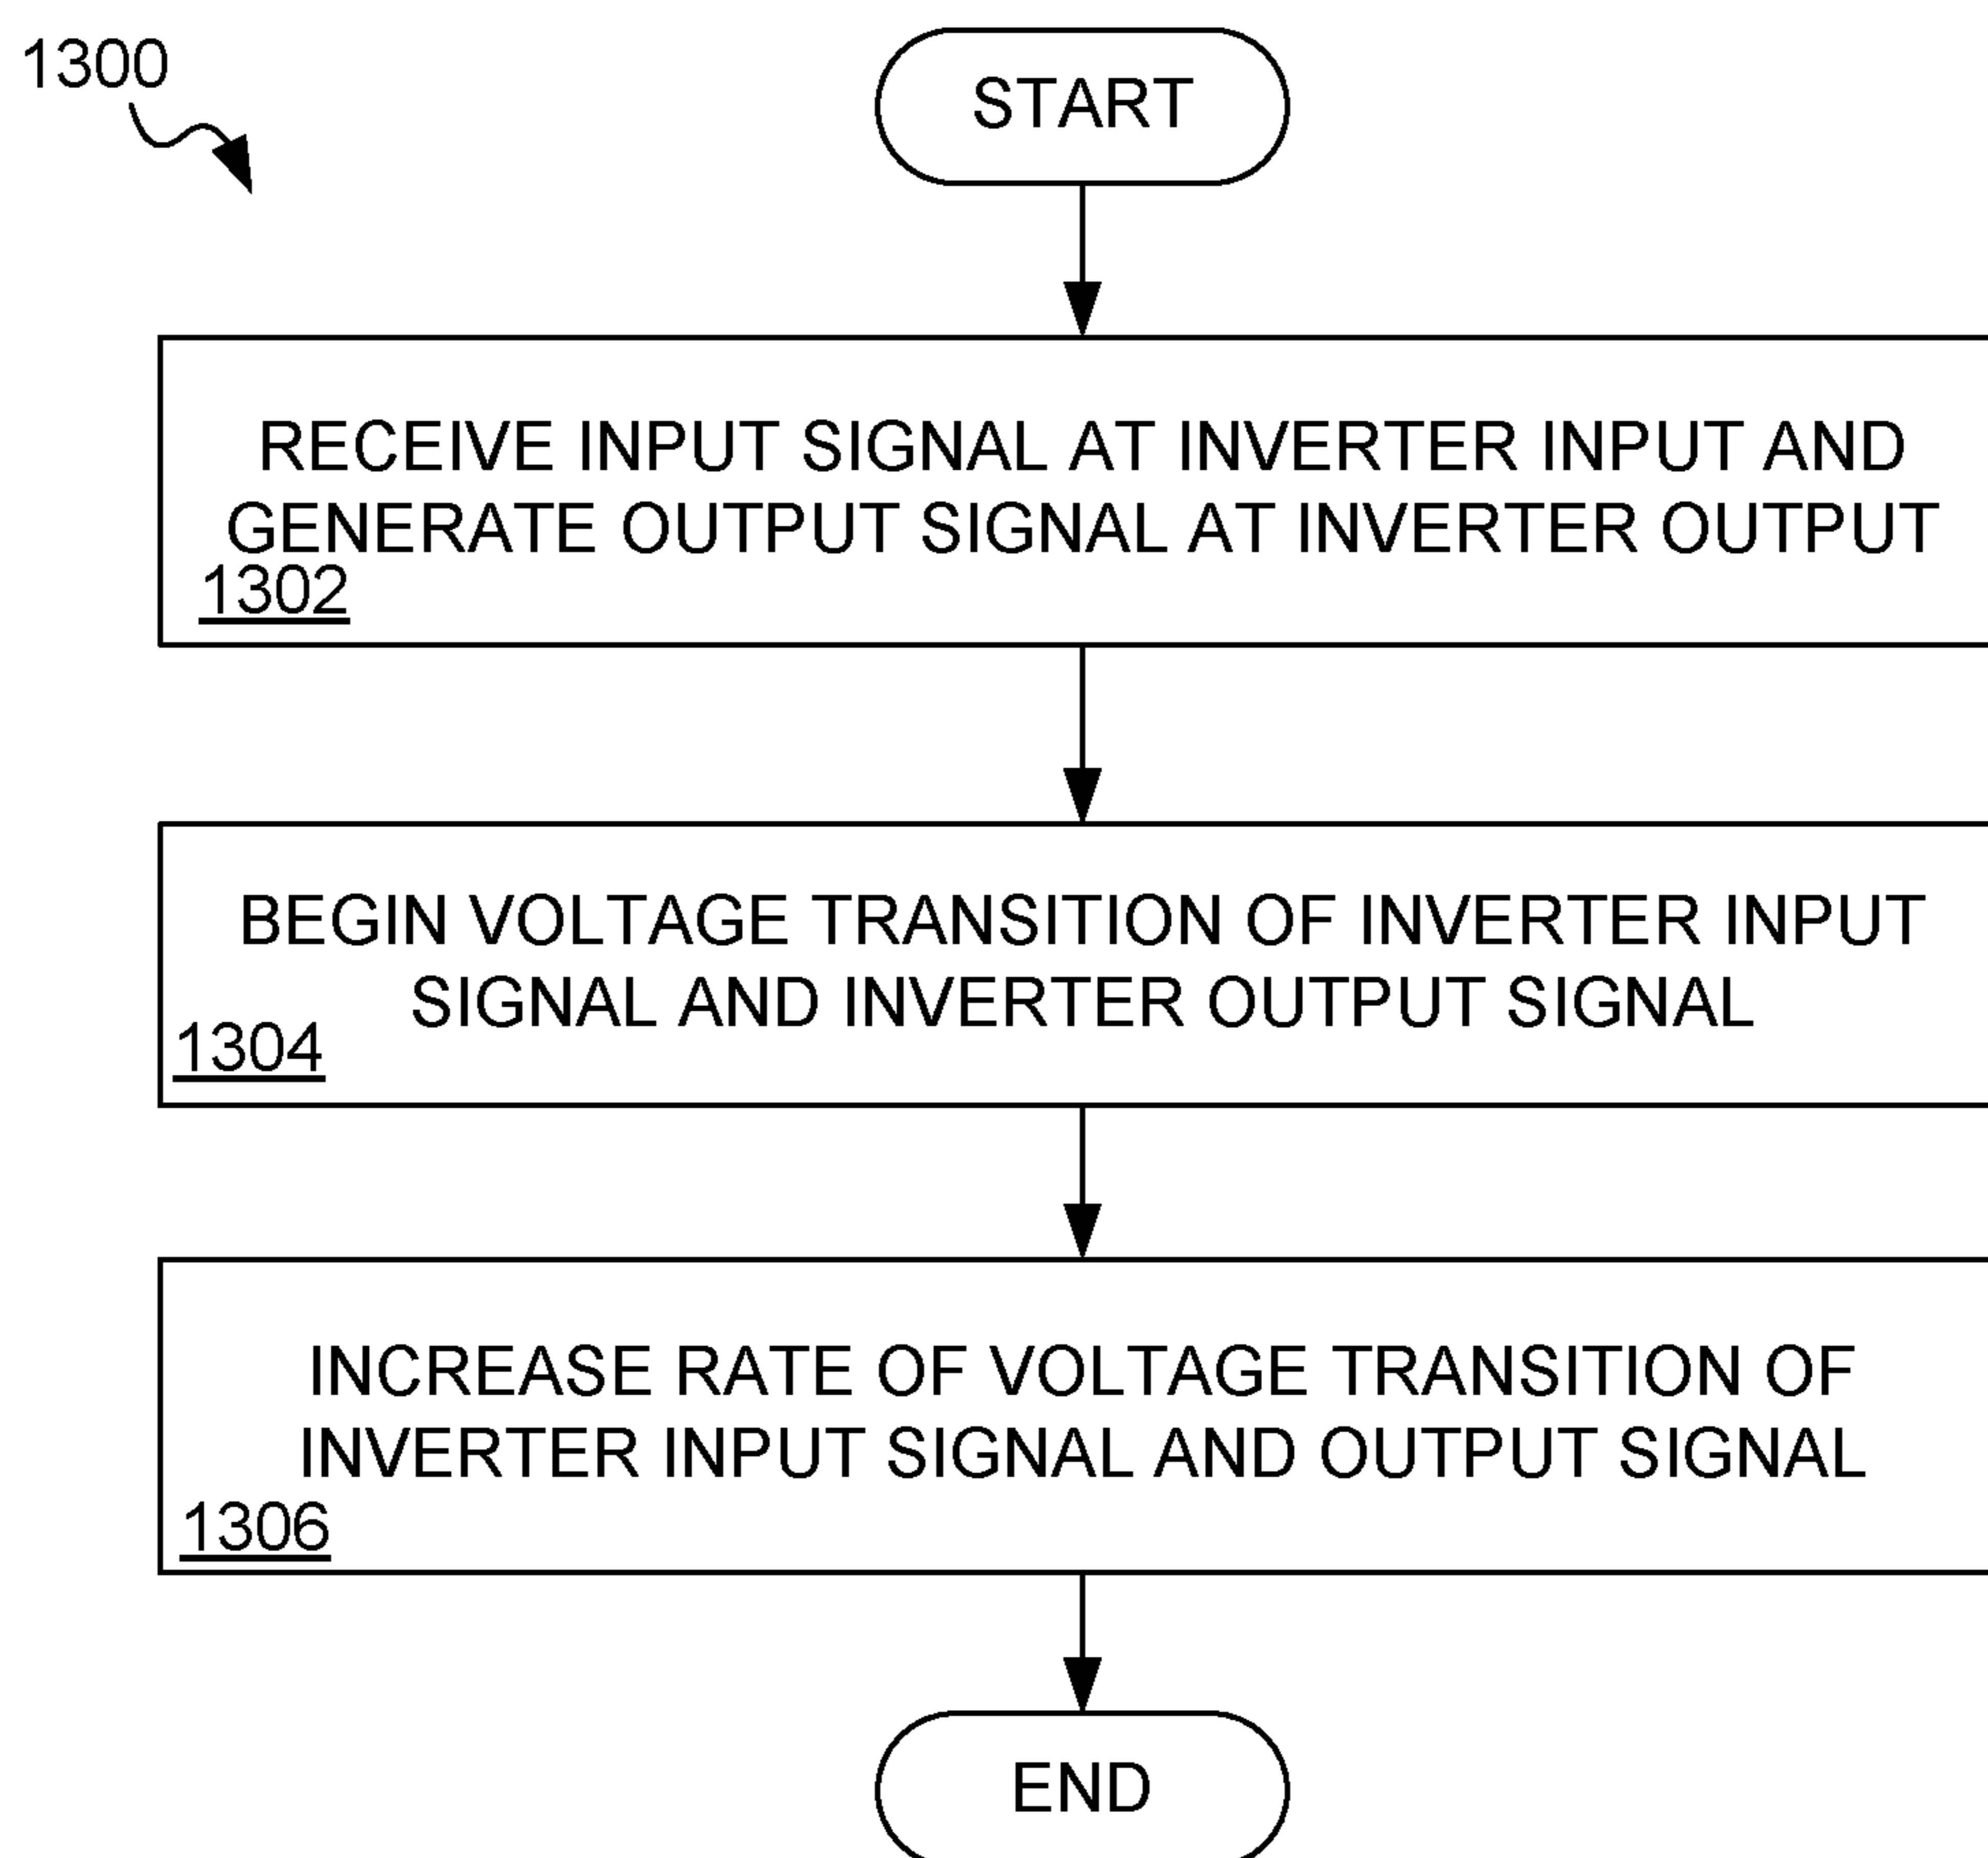 1300
START
RECEIVE INPUT SIGNAL AT INVERTER INPUT AND
GENERATE OUTPUT SIGNAL AT INVERTER OUTPUT
1302
BEGIN VOLTAGE TRANSITION OF INVERTER INPUT
SIGNAL AND INVERTER OUTPUT SIGNAL
1304
INCREASE RATE OF VOLTAGE TRANSITION OF
INVERTER INPUT SIGNAL AND OUTPUT SIGNAL
1306
END